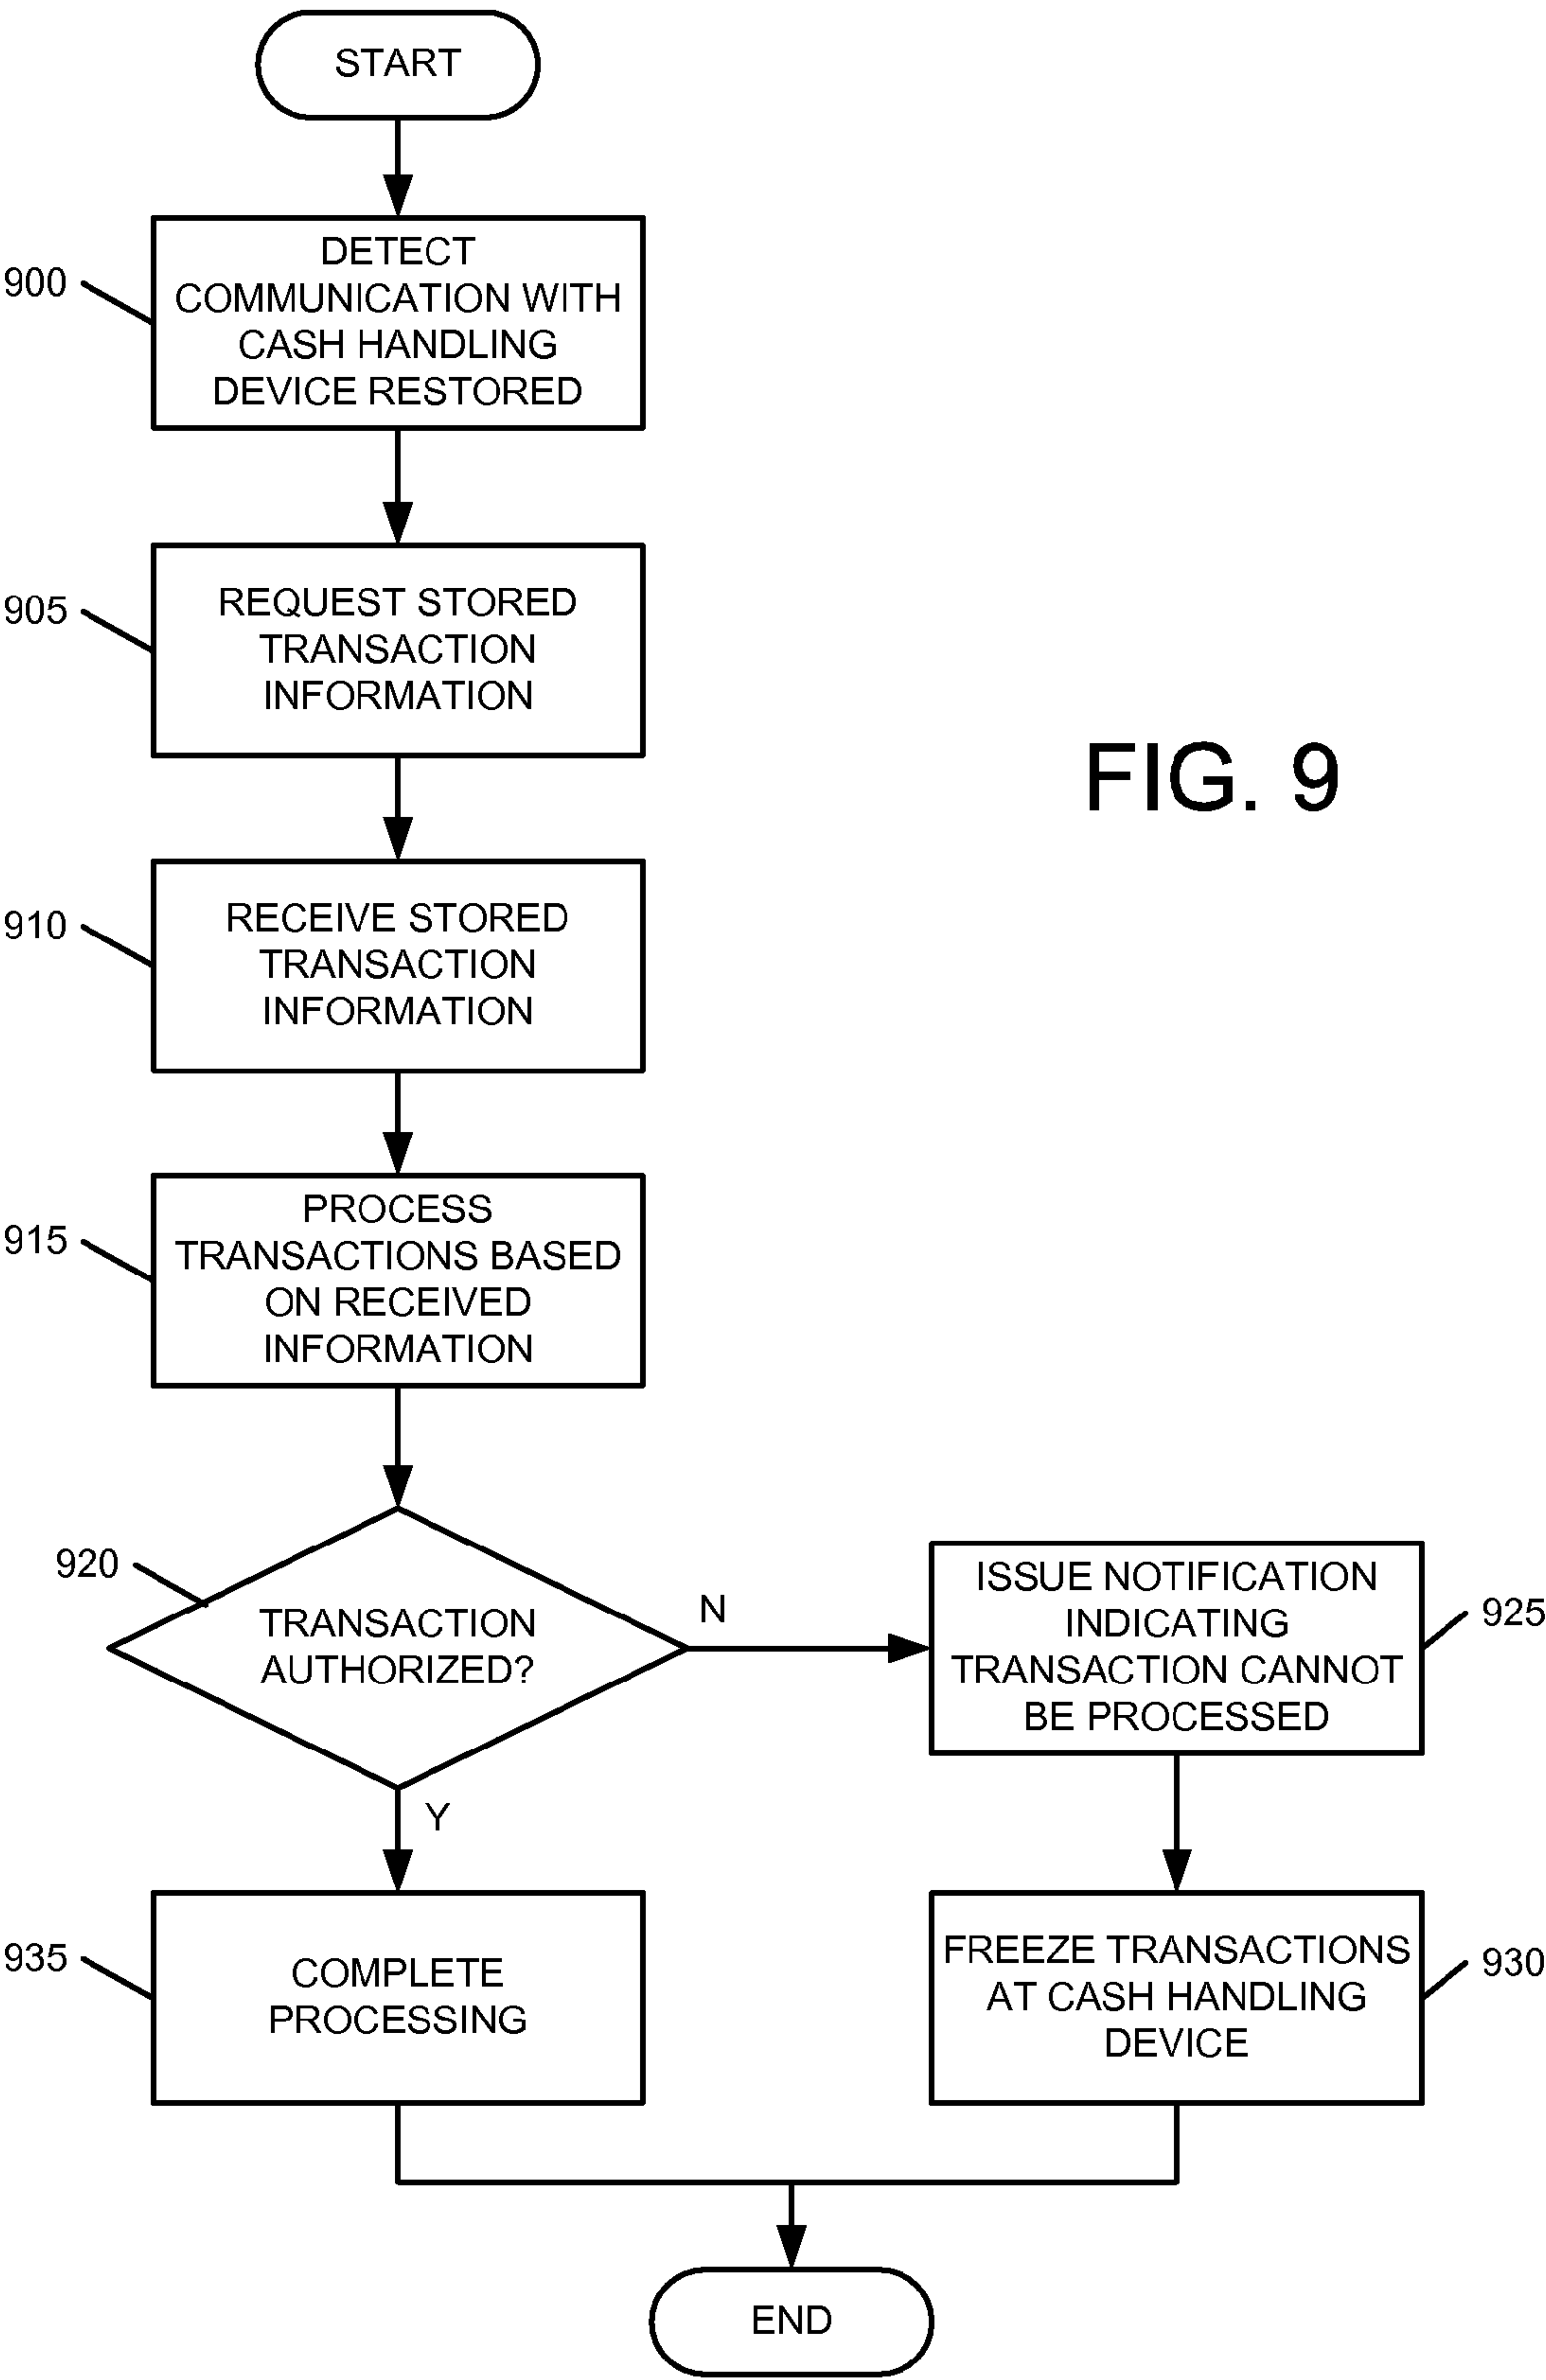 START
900
DETECT
COMMUNICATION WITH
CASH HANDLING
DEVICE RESTORED
905
REQUEST STORED
TRANSACTION
INFORMATION
FIG. 9
910
RECEIVE STORED
TRANSACTION
INFORMATION
915
PROCESS
TRANSACTIONS BASED
ON RECEIVED
INFORMATION
920
TRANSACTION
AUTHORIZED?
N
ISSUE NOTIFICATION
INDICATING
TRANSACTION CANNOT
BE PROCESSED
925
Y
935
COMPLETE
PROCESSING
FREEZE TRANSACTIONS
AT CASH HANDLING
DEVICE
930
END